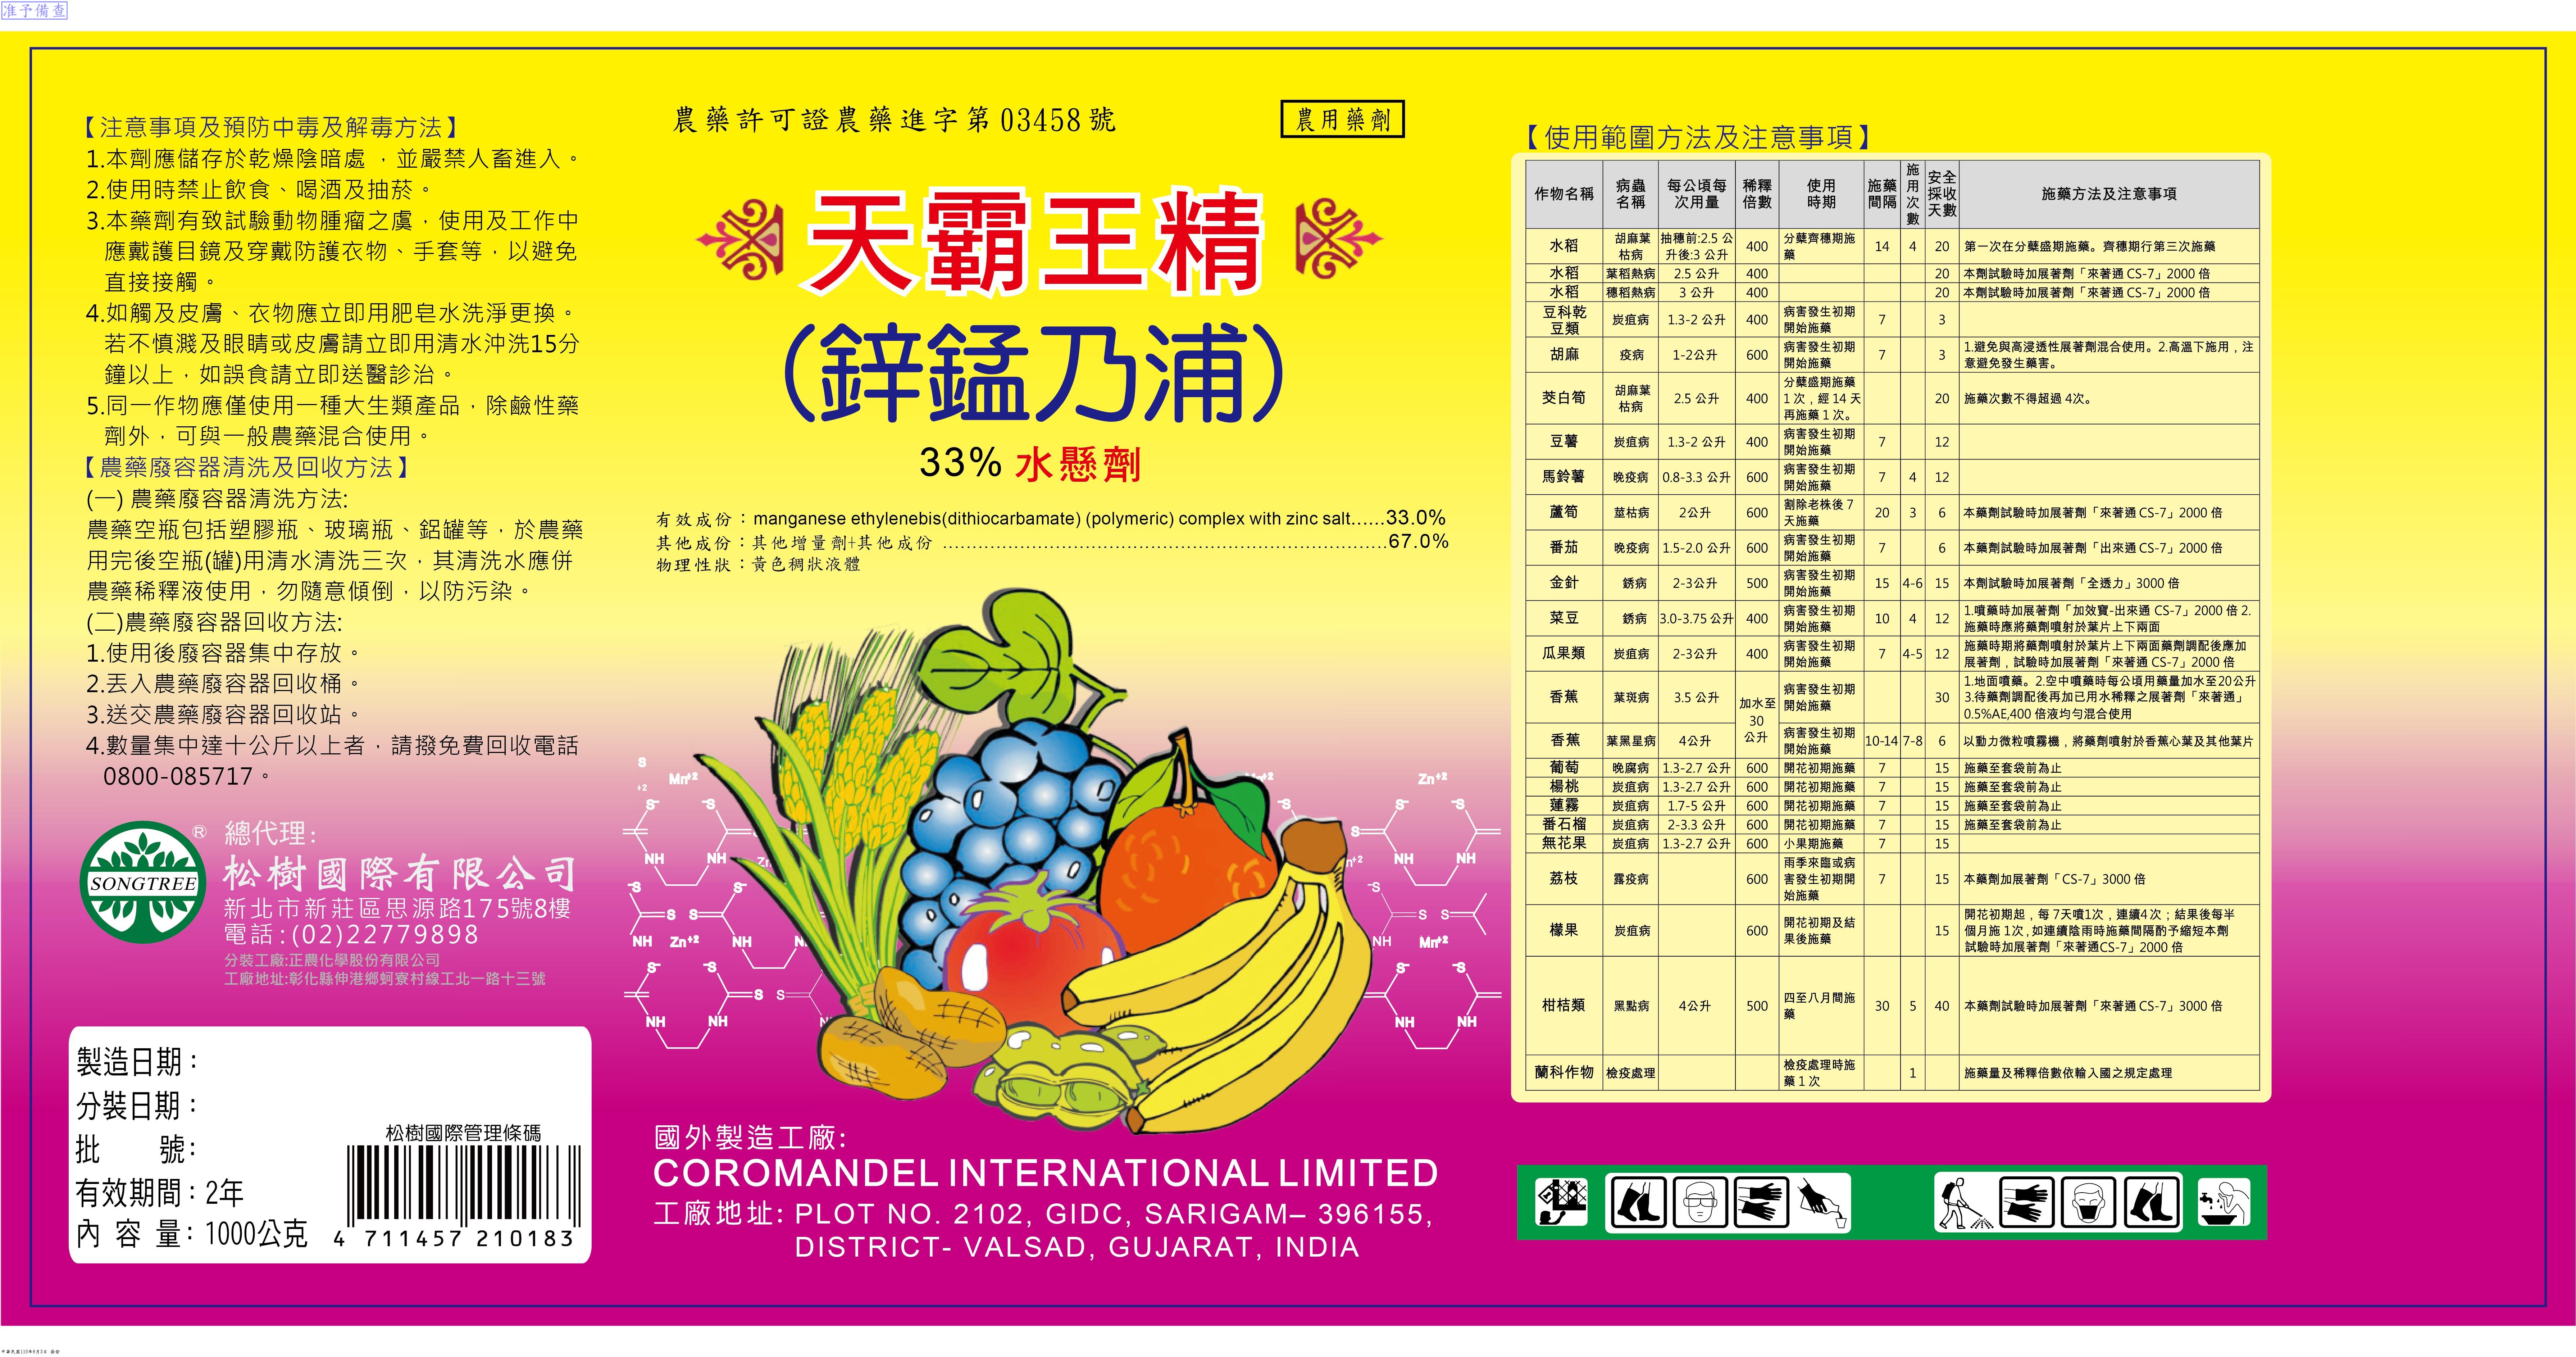 准予備查
【注意事項及預防中毒及解毒方法】
1.本劑應儲存於乾燥陰暗處，並嚴禁人畜進入。
2.使用時禁止飲食、喝酒及抽菸。
3.本藥劑有致試驗動物腫瘤之虞，使用及工作中
應戴護目鏡及穿戴防護衣物、手套等，以避免
直接接觸。
4.如觸及皮膚、衣物應立即用肥皂水洗淨更換。
若不慎濺及眼睛或皮膚請立即用清水沖洗15分
鐘以上，如誤食請立即送醫診治。
5.同一作物應僅使用一種大生類產品，除鹼性藥
劑外，可與一般農藥混合使用。
【農藥廢容器清洗及回收方法】
(一) 農藥廢容器清洗方法:
農藥空瓶包括塑膠瓶、玻璃瓶、鋁罐等，於農藥
用完後空瓶(罐)用清水清洗三次，其清洗水應併
農藥稀釋液使用，勿隨意傾倒，以防污染。
(二)農藥廢容器回收方法:
1.使用後廢容器集中存放。
2.丟入農藥廢容器回收桶。
3.送交農藥廢容器回收站。
4.數量集中達十公斤以上者，請撥免費回收電話
0800-085717。
SONGTREE ®
總代理:
松樹國際有限公司
新北市新莊區思源路175號8樓
電話:(02)22779898
分裝工廠:正農化學股份有限公司
工廠地址:彰化縣伸港鄉蚵寮村線工北一路十三號
製造日期：
分裝日期：
批 號：
有效期間：2年
內 容 量：1000公克
松樹國際管理條碼
4 711457 210183
農藥許可證農藥進字第03458號
農用藥劑
天霸王精
(鋅錳乃浦)
33% 水懸劑
有效成份：manganese ethylenebis(dithiocarbamate) (polymeric) complex with zinc salt......33.0%
其他成份：其他增量劑+其他成份 ............................................................................67.0%
物理性狀：黃色稠狀液體
國外製造工廠:
COROMANDEL INTERNATIONAL LIMITED
工廠地址: PLOT NO. 2102, GIDC, SARIGAM– 396155,
DISTRICT- VALSAD, GUJARAT, INDIA
【使用範圍方法及注意事項】
作物名稱 病蟲名稱 每公頃每次用量 稀釋倍數 使用時期 施藥間隔 施用次數 安全採收天數 施藥方法及注意事項
水稻 胡麻葉枯病 抽穗前:2.5 公升後:3 公升 400 分蘗齊穗期施藥 14 4 20 第一次在分蘗盛期施藥。齊穗期行第三次施藥
水稻 葉稻熱病 2.5 公升 400 20 本劑試驗時加展著劑「來著通 CS-7」2000 倍
水稻 穗稻熱病 3 公升 400 20 本劑試驗時加展著劑「來著通 CS-7」2000 倍
豆科乾豆類 炭疽病 1.3-2 公升 400 病害發生初期開始施藥 7 3
胡麻 疫病 1-2公升 600 病害發生初期開始施藥 7 3 1.避免與高浸透性展著劑混合使用。2.高溫下施用，注意避免發生藥害。
茭白筍 胡麻葉枯病 2.5 公升 400 分蘗盛期施藥1 次，經 14 天再施藥 1 次。 20 施藥次數不得超過 4次。
豆薯 炭疽病 1.3-2 公升 400 病害發生初期開始施藥 7 12
馬鈴薯 晚疫病 0.8-3.3 公升 600 病害發生初期開始施藥 7 4 12
蘆筍 莖枯病 2公升 600 割除老株後 7天施藥 20 3 6 本藥劑試驗時加展著劑「來著通 CS-7」2000 倍
番茄 晚疫病 1.5-2.0 公升 600 病害發生初期開始施藥 7 6 本藥劑試驗時加展著劑「出來通 CS-7」2000 倍
金針 銹病 2-3公升 500 病害發生初期開始施藥 15 4-6 15 本劑試驗時加展著劑「全透力」3000 倍
菜豆 銹病 3.0-3.75 公升 400 病害發生初期開始施藥 10 4 12 1.噴藥時加展著劑「加效寶-出來通 CS-7」2000 倍 2.施藥時應將藥劑噴射於葉片上下兩面
瓜果類 炭疽病 2-3公升 400 病害發生初期開始施藥 7 4-5 12 施藥時期將藥劑噴射於葉片上下兩面藥劑調配後應加展著劑，試驗時加展著劑「來著通 CS-7」2000 倍
香蕉 葉斑病 3.5 公升 加水至30公升 病害發生初期開始施藥 30 1.地面噴藥。2.空中噴藥時每公頃用藥量加水至20公升3.待藥劑調配後再加已用水稀釋之展著劑「來著通」0.5%AE,400 倍液均勻混合使用
香蕉 葉黑星病 4公升 病害發生初期開始施藥 10-14 7-8 6 以動力微粒噴霧機，將藥劑噴射於香蕉心葉及其他葉片
葡萄 晚腐病 1.3-2.7 公升 600 開花初期施藥 7 15 施藥至套袋前為止
楊桃 炭疽病 1.3-2.7 公升 600 開花初期施藥 7 15 施藥至套袋前為止
蓮霧 炭疽病 1.7-5 公升 600 開花初期施藥 7 15 施藥至套袋前為止
番石榴 炭疽病 2-3.3 公升 600 開花初期施藥 7 15 施藥至套袋前為止
無花果 炭疽病 1.3-2.7 公升 600 小果期施藥 7 15
荔枝 露疫病 600 雨季來臨或病害發生初期開始施藥 7 15 本藥劑加展著劑「CS-7」3000 倍
檬果 炭疽病 600 開花初期及結果後施藥 15 開花初期起，每 7天噴1次，連續4 次；結果後每半個月施 1次，如連續陰雨時施藥間隔酌予縮短本劑試驗時加展著劑「來著通CS-7」2000 倍
柑桔類 黑點病 4公升 500 四至八月間施藥 30 5 40 本藥劑試驗時加展著劑「來著通 CS-7」3000 倍
蘭科作物 檢疫處理 檢疫處理時施藥 1 次 1 施藥量及稀釋倍數依輸入國之規定處理